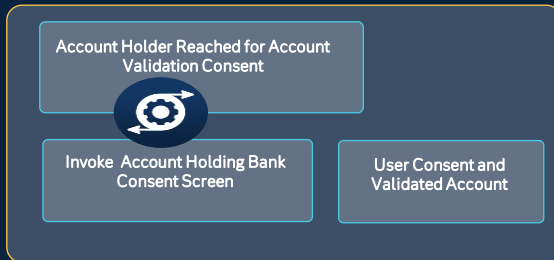 Account Holder Reached for Account
Validation Consent
Invoke Account Holding Bank
Consent Screen
User Consent and
Validated Account